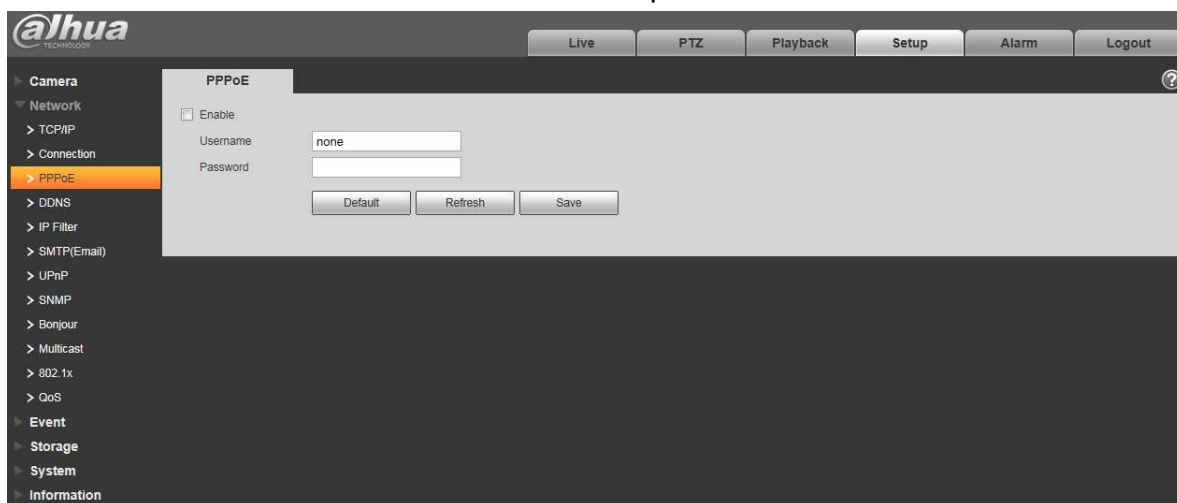 alhua
TECHNOLOGY
Live PTZ Playback Setup Alarm Logout
Camera
Network
> TCP/IP
> Connection
> PPPoE
> DDNS
> IP Filter
> SMTP(Email)
> UPnP
> SNMP
> Bonjour
> Multicast
> 802.1x
> QoS
Event
Storage
System
Information
PPPoE
?
Enable
Username none
Password
Default Refresh Save